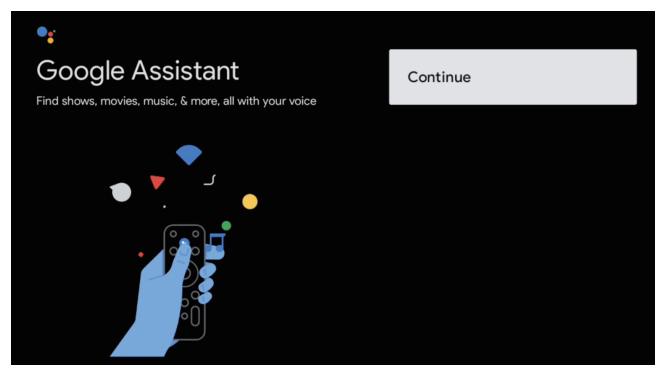 Google Assistant
Find shows, movies, music, & more, all with your voice
Continue